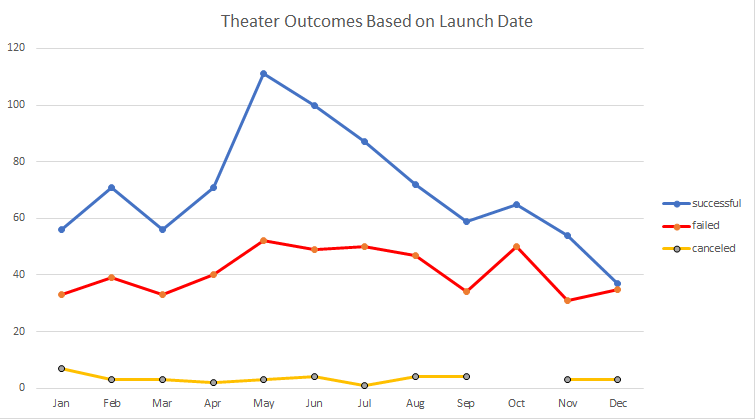 Theater Outcomes Based on Launch Date
120
100
80
60
40
20
0
Jan Feb Mar Apr May Jun Jul Aug Sep Oct Nov Dec
successful
failed
canceled